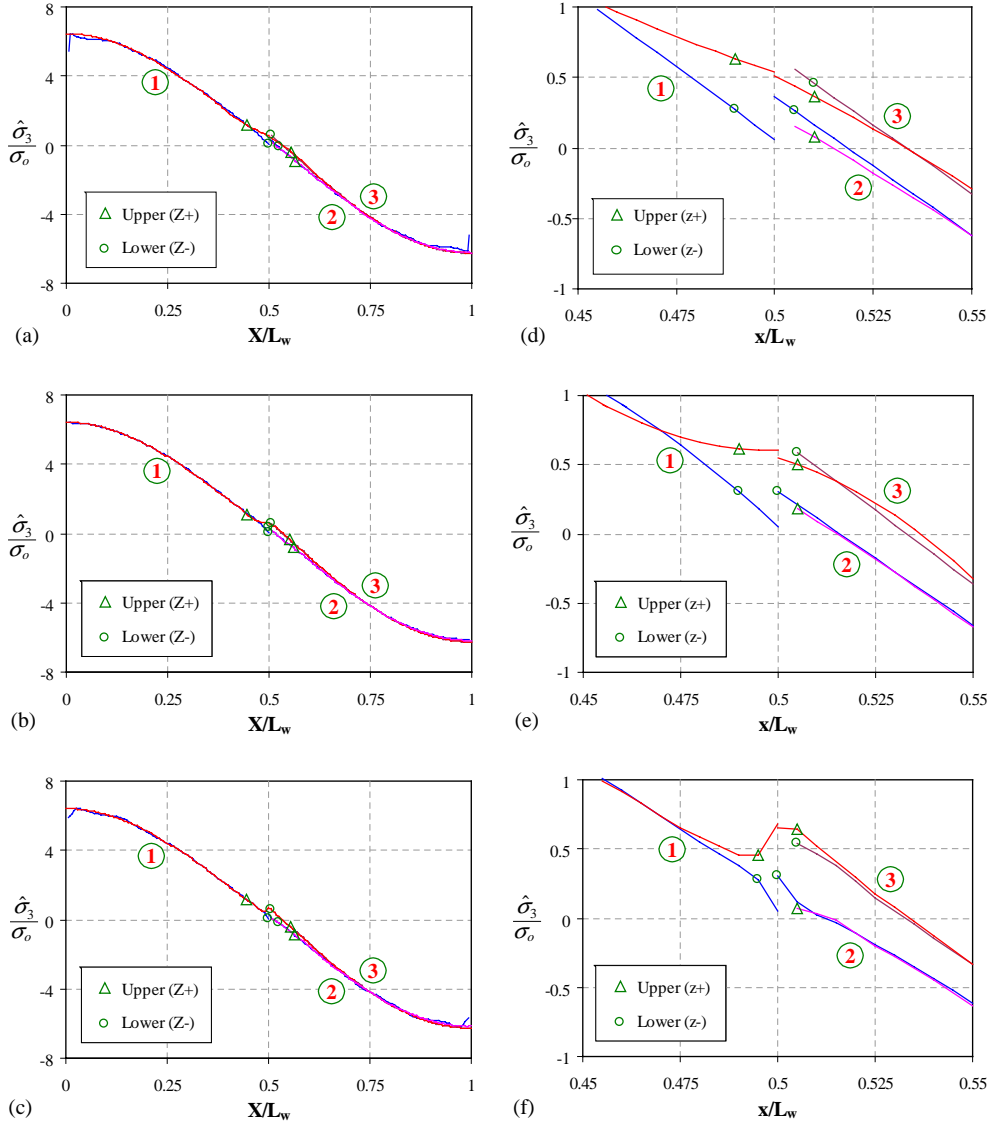 8
4
0
-4
-8
σ̂₃
σₒ
1
2
3
Upper (Z+)
Lower (Z-)
0
0.25
0.5
0.75
1
X/Lw
(a)
1
0.5
0
-0.5
-1
σ̂₃
σₒ
1
2
3
Upper (z+)
Lower (z-)
0.45
0.475
0.5
0.525
0.55
x/Lw
(d)
8
4
0
-4
-8
σ̂₃
σₒ
1
2
3
Upper (Z+)
Lower (Z-)
0
0.25
0.5
0.75
1
X/Lw
(b)
1
0.5
0
-0.5
-1
σ̂₃
σₒ
1
2
3
Upper (z+)
Lower (z-)
0.45
0.475
0.5
0.525
0.55
x/Lw
(e)
8
4
0
-4
-8
σ̂₃
σₒ
1
2
3
Upper (Z+)
Lower (Z-)
0
0.25
0.5
0.75
1
X/Lw
(c)
1
0.5
0
-0.5
-1
σ̂₃
σₒ
1
2
3
Upper (z+)
Lower (z-)
0.45
0.475
0.5
0.525
0.55
x/Lw
(f)